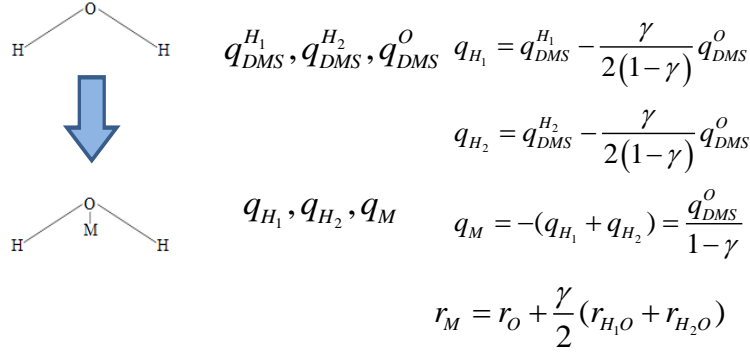 O
H H
$q_{DMS}^{H_1}, q_{DMS}^{H_2}, q_{DMS}^{O}$
$q_{H_1} = q_{DMS}^{H_1} - \frac{\gamma}{2(1-\gamma)} q_{DMS}^{O}$
$q_{H_2} = q_{DMS}^{H_2} - \frac{\gamma}{2(1-\gamma)} q_{DMS}^{O}$
O
M
H H
$q_{H_1}, q_{H_2}, q_M$
$q_M = -(q_{H_1} + q_{H_2}) = \frac{q_{DMS}^{O}}{1-\gamma}$
$r_M = r_O + \frac{\gamma}{2}(r_{H_1O} + r_{H_2O})$